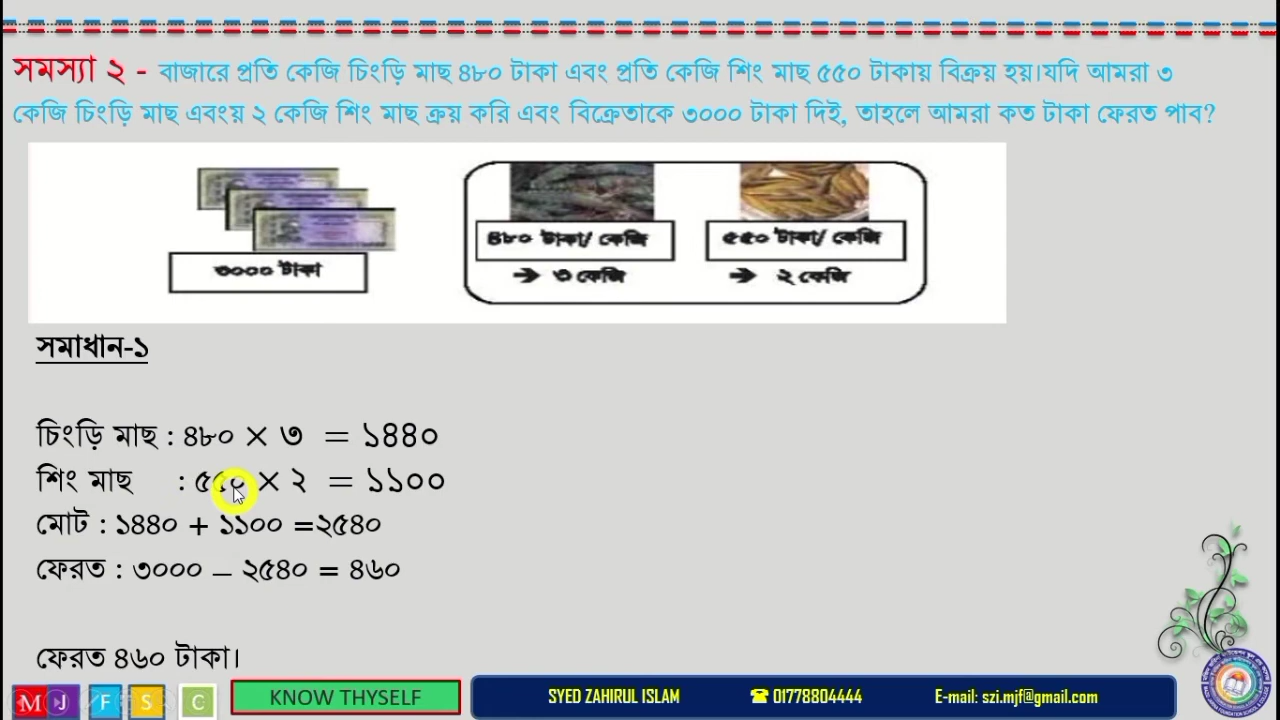 সমস্যা ২ - বাজারে প্রতি কেজি চিংড়ি মাছ ৪৮০ টাকা এবং প্রতি কেজি শিং মাছ ৫৫০ টাকায় বিক্রয় হয়।যদি আমরা ৩
কেজি চিংড়ি মাছ এবংয় ২ কেজি শিং মাছ ক্রয় করি এবং বিক্রেতাকে ৩০০০ টাকা দিই, তাহলে আমরা কত টাকা ফেরত পাব?
৩০০০ টাকা
৪৮০ টাকা/ কেজি
→ ৩ কেজি
৫৫০ টাকা/ কেজি
→ ২ কেজি
সমাধান-১
চিংড়ি মাছ : ৪৮০ × ৩ = ১৪৪০
শিং মাছ : ৫৫০ × ২ = ১১০০
মোট : ১৪৪০ + ১১০০ =২৫৪০
ফেরত : ৩০০০ – ২৫৪০ = ৪৬০
ফেরত ৪৬০ টাকা।
M J F S C
KNOW THYSELF
SYED ZAHIRUL ISLAM ☎ 01778804444 E-mail: szi.mjf@gmail.com